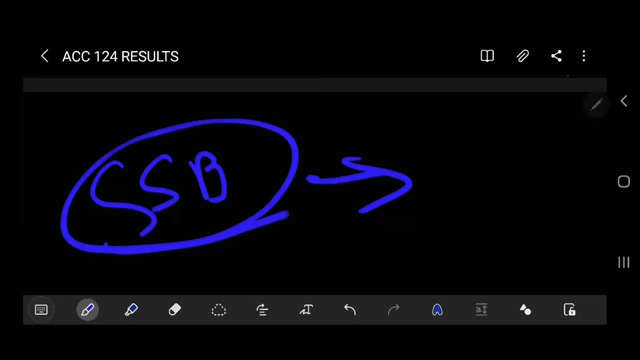 ACC 124 RESULTS
SSB →